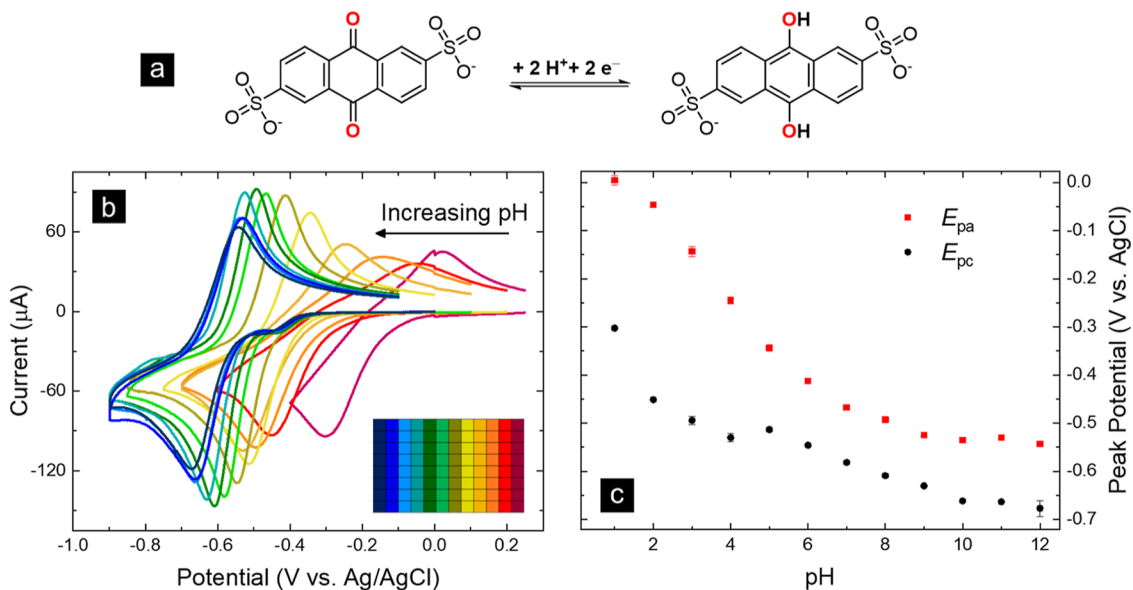 a
O
O
O
S
O
O-
O
S
O
O-
+ 2 H+ + 2 e−
OH
OH
O
S
O
O-
O
S
O
O-
b
Increasing pH
60
0
-60
-120
Current (µA)
-1.0 -0.8 -0.6 -0.4 -0.2 0.0 0.2
Potential (V vs. Ag/AgCl)
c
Epa
Epc
0.0
-0.1
-0.2
-0.3
-0.4
-0.5
-0.6
-0.7
Peak Potential (V vs. AgCl)
2 4 6 8 10 12
pH